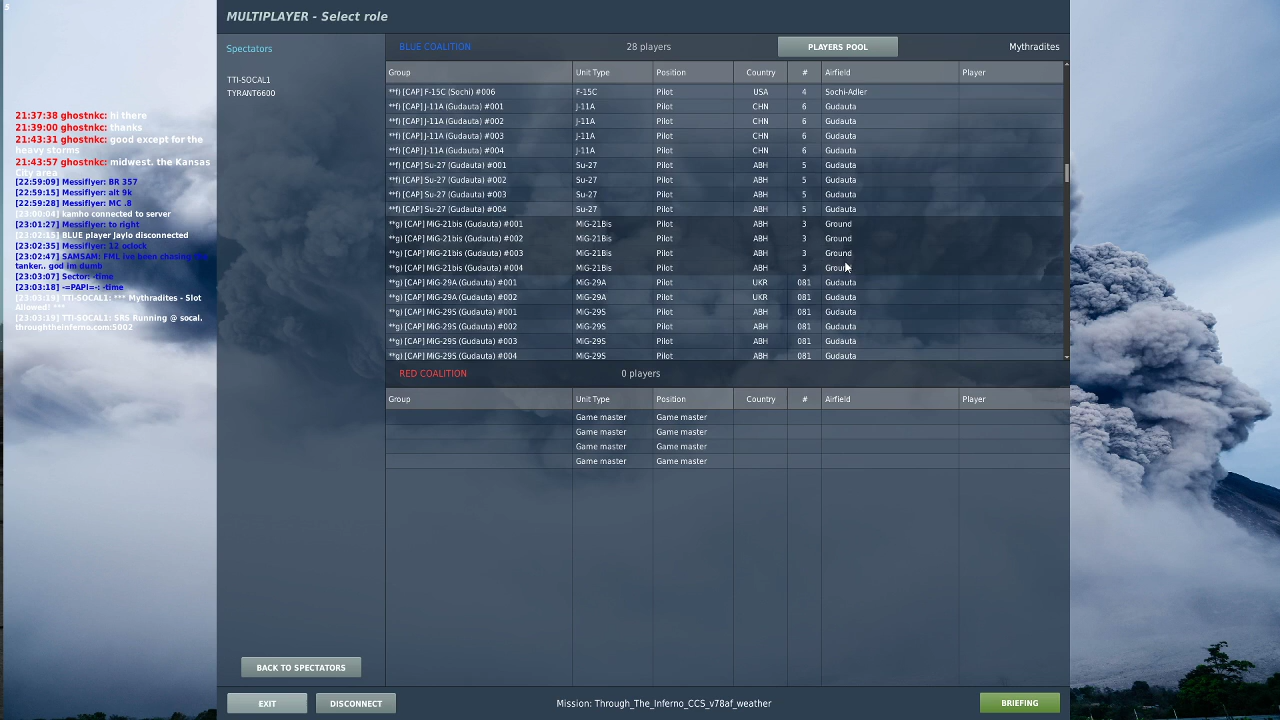 S
MULTIPLAYER - Select role
Spectators
TTI-SOCAL1
TYRANT6600
21:37:38 ghostnkc: hi there
21:39:00 ghostnkc: thanks
21:43:31 ghostnkc: good except for the
heavy storms
21:43:57 ghostnkc: midwest. the Kansas
City area
[22:59:09] Messiflyer: BR 357
[22:59:15] Messiflyer: alt 9k
[22:59:28] Messiflyer: MC .8
[23:00:04] kamho connected to server
[23:01:27] Messiflyer: to right
[23:02:15] BLUE player Jaylo disconnected
[23:02:35] Messiflyer: 12 oclock
[23:02:47] SAMSAM: FML ive been chasing
tanker.. god im dumb
[23:03:07] Sector: -time
[23:03:18] -=PAPI=-: -time
[23:03:19] TTI-SOCAL1: *** Mythradites - Slot
Allowed! ***
[23:03:19] TTI-SOCAL1: SRS Running @ socal.
throughtheinferno.com:5002
BLUE COALITION 28 players PLAYERS POOL Mythradites
Group Unit Type Position Country # Airfield Player
**f) [CAP] F-15C (Sochi) #006 F-15C Pilot USA 4 Sochi-Adler
**f) [CAP] J-11A (Gudauta) #001 J-11A Pilot CHN 6 Gudauta
**f) [CAP] J-11A (Gudauta) #002 J-11A Pilot CHN 6 Gudauta
**f) [CAP] J-11A (Gudauta) #003 J-11A Pilot CHN 6 Gudauta
**f) [CAP] J-11A (Gudauta) #004 J-11A Pilot CHN 6 Gudauta
**f) [CAP] Su-27 (Gudauta) #001 Su-27 Pilot ABH 5 Gudauta
**f) [CAP] Su-27 (Gudauta) #002 Su-27 Pilot ABH 5 Gudauta
**f) [CAP] Su-27 (Gudauta) #003 Su-27 Pilot ABH 5 Gudauta
**f) [CAP] Su-27 (Gudauta) #004 Su-27 Pilot ABH 5 Gudauta
**g) [CAP] MiG-21bis (Gudauta) #001 MiG-21Bis Pilot ABH 3 Ground
**g) [CAP] MiG-21bis (Gudauta) #002 MiG-21Bis Pilot ABH 3 Ground
**g) [CAP] MiG-21bis (Gudauta) #003 MiG-21Bis Pilot ABH 3 Ground
**g) [CAP] MiG-21bis (Gudauta) #004 MiG-21Bis Pilot ABH 3 Ground
**g) [CAP] MiG-29A (Gudauta) #001 MiG-29A Pilot UKR 081 Gudauta
**g) [CAP] MiG-29A (Gudauta) #002 MiG-29A Pilot UKR 081 Gudauta
**g) [CAP] MiG-29S (Gudauta) #001 MiG-29S Pilot ABH 081 Gudauta
**g) [CAP] MiG-29S (Gudauta) #002 MiG-29S Pilot ABH 081 Gudauta
**g) [CAP] MiG-29S (Gudauta) #003 MiG-29S Pilot ABH 081 Gudauta
**g) [CAP] MiG-29S (Gudauta) #004 MiG-29S Pilot ABH 081 Gudauta
RED COALITION 0 players
Group Unit Type Position Country # Airfield Player
Game master Game master
Game master Game master
Game master Game master
Game master Game master
BACK TO SPECTATORS
EXIT DISCONNECT Mission: Through_The_Inferno_CCS_v78af_weather BRIEFING